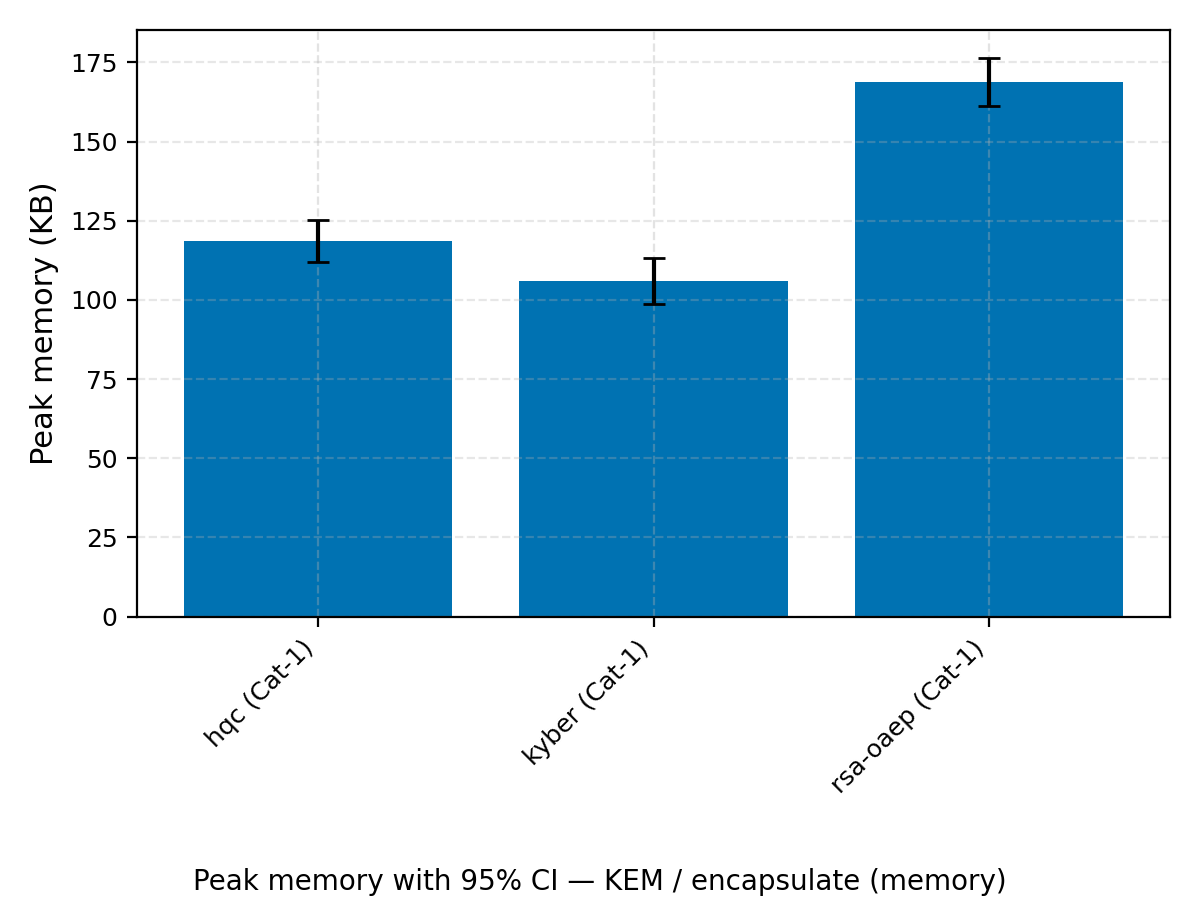 175
150
125
100
75
50
25
0
Peak memory (KB)
hqc (Cat-1)
kyber (Cat-1)
rsa-oaep (Cat-1)
Peak memory with 95% CI — KEM / encapsulate (memory)